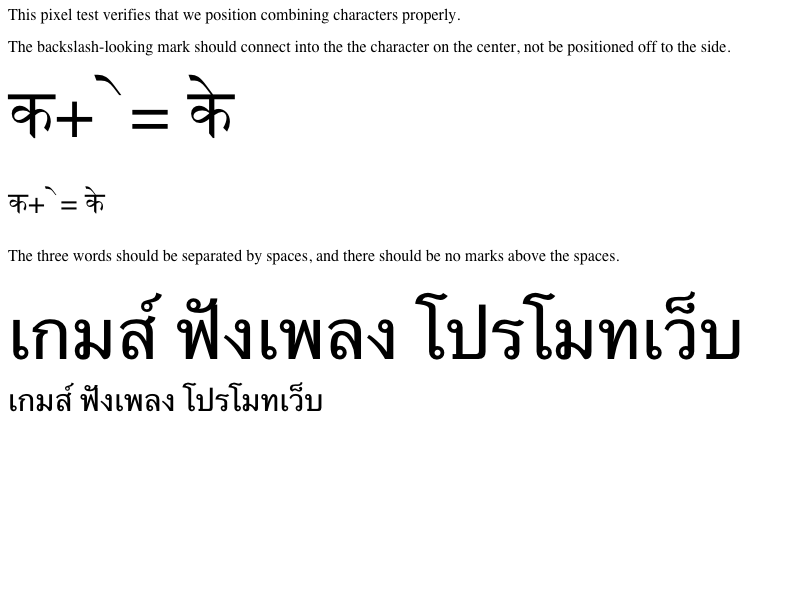 This pixel test verifies that we position combining characters properly.
The backslash-looking mark should connect into the the character on the center, not be positioned off to the side.
क+ े= के
क+ े= के
The three words should be separated by spaces, and there should be no marks above the spaces.
เกมส์ ฟังเพลง โปรโมทเว็บ
เกมส์ ฟังเพลง โปรโมทเว็บ